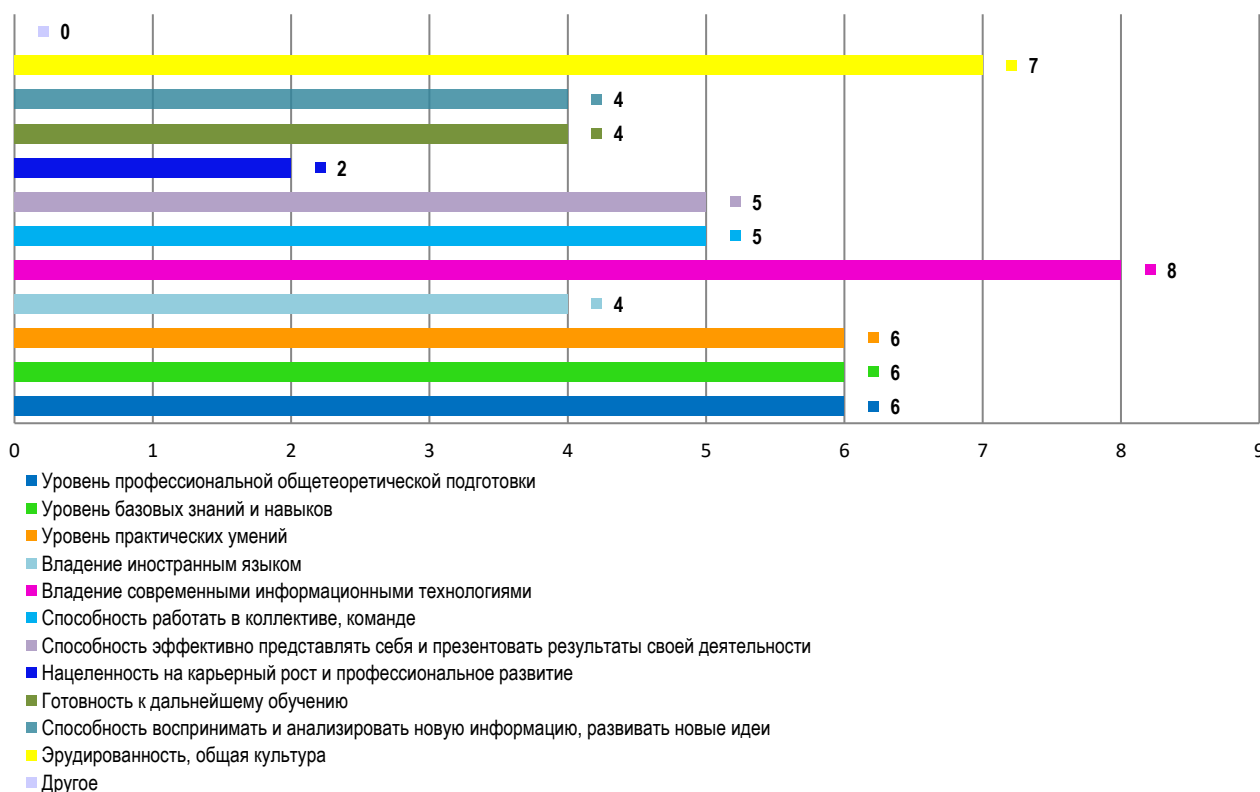 0
7
4
4
2
5
5
8
4
6
6
6
0 1 2 3 4 5 6 7 8 9
Уровень профессиональной общетеоретической подготовки
Уровень базовых знаний и навыков
Уровень практических умений
Владение иностранным языком
Владение современными информационными технологиями
Способность работать в коллективе, команде
Способность эффективно представлять себя и презентовать результаты своей деятельности
Нацеленность на карьерный рост и профессиональное развитие
Готовность к дальнейшему обучению
Способность воспринимать и анализировать новую информацию, развивать новые идеи
Эрудированность, общая культура
Другое